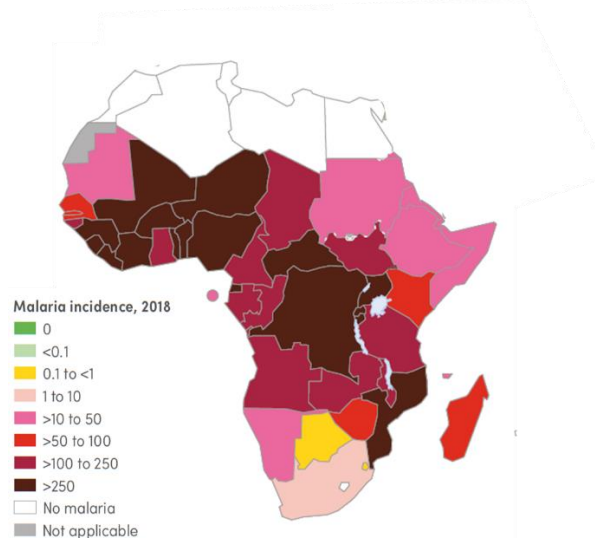 Malaria incidence, 2018
0
<0.1
0.1 to <1
1 to 10
>10 to 50
>50 to 100
>100 to 250
>250
No malaria
Not applicable